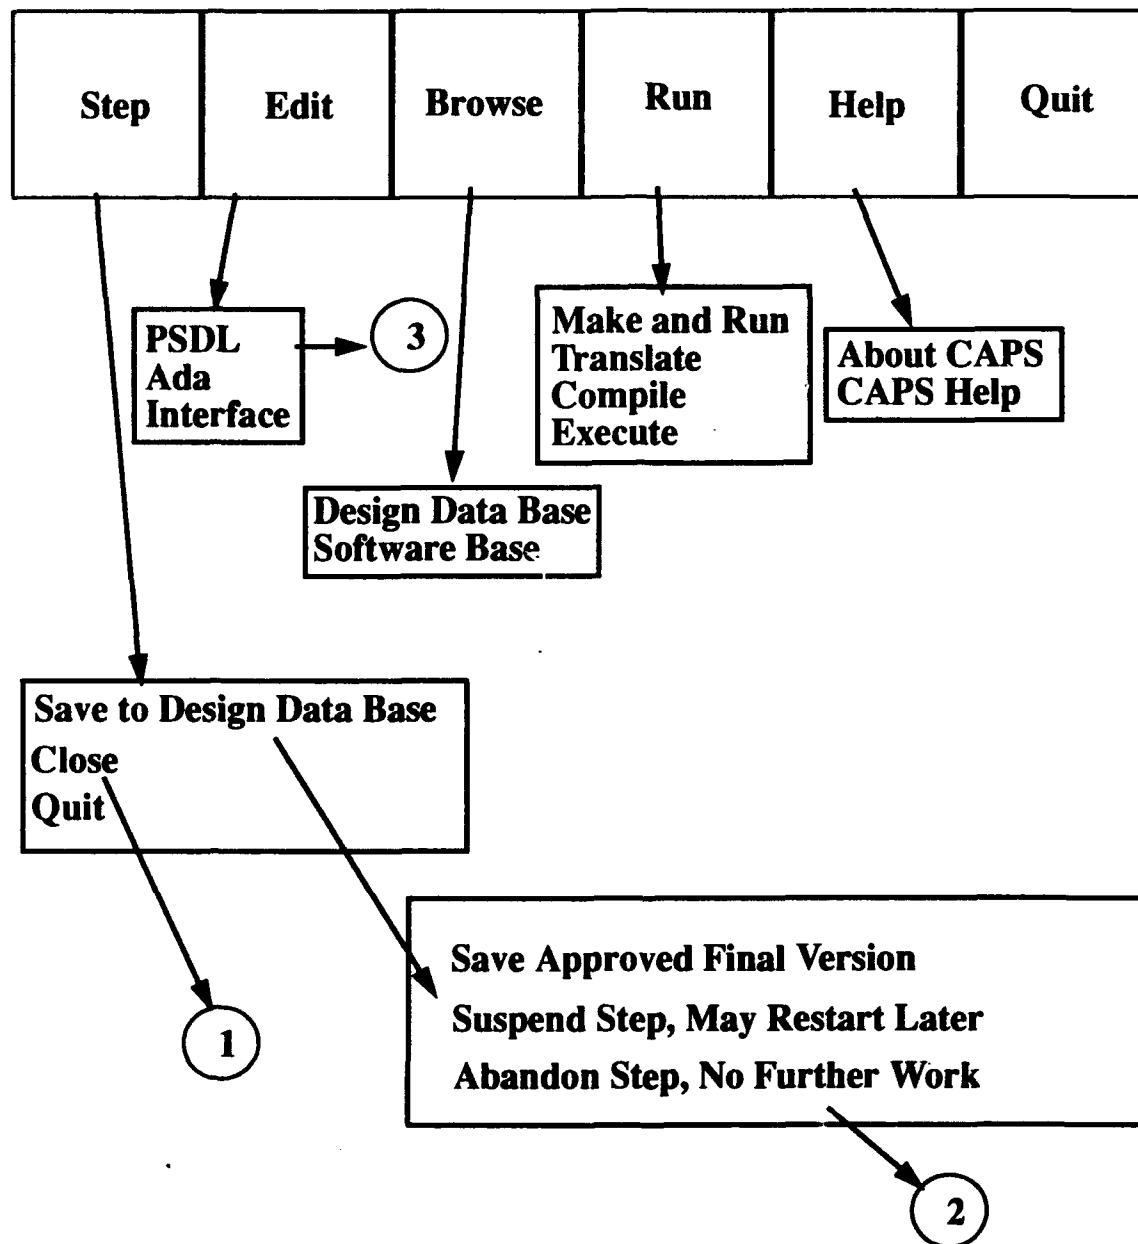 Step
Edit
Browse
Run
Help
Quit
PSDL
Ada
Interface
3
Make and Run
Translate
Compile
Execute
About CAPS
CAPS Help
Design Data Base
Software Base
Save to Design Data Base
Close
Quit
Save Approved Final Version
Suspend Step, May Restart Later
Abandon Step, No Further Work
1
2